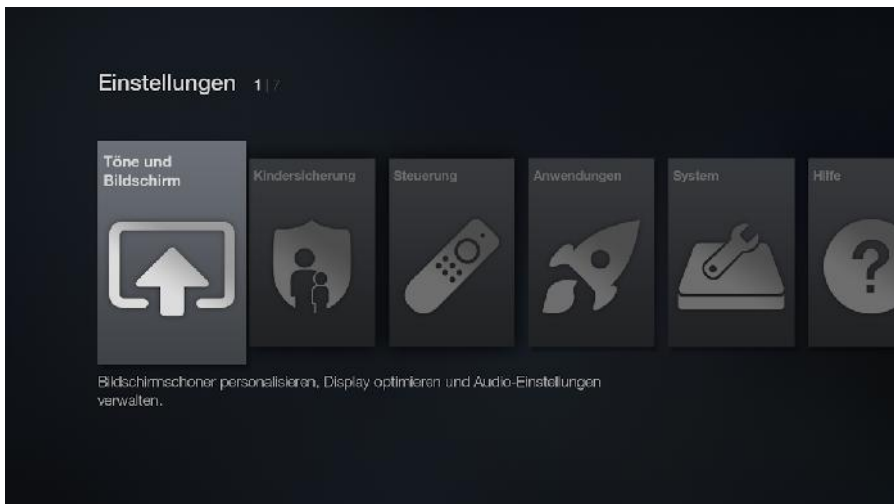 Einstellungen 1|7
Töne und
Bildschirm
Kindersicherung
Steuerung
Anwendungen
System
Hilfe
Bildschirmschoner personalisieren, Display optimieren und Audio-Einstellungen
verwalten.